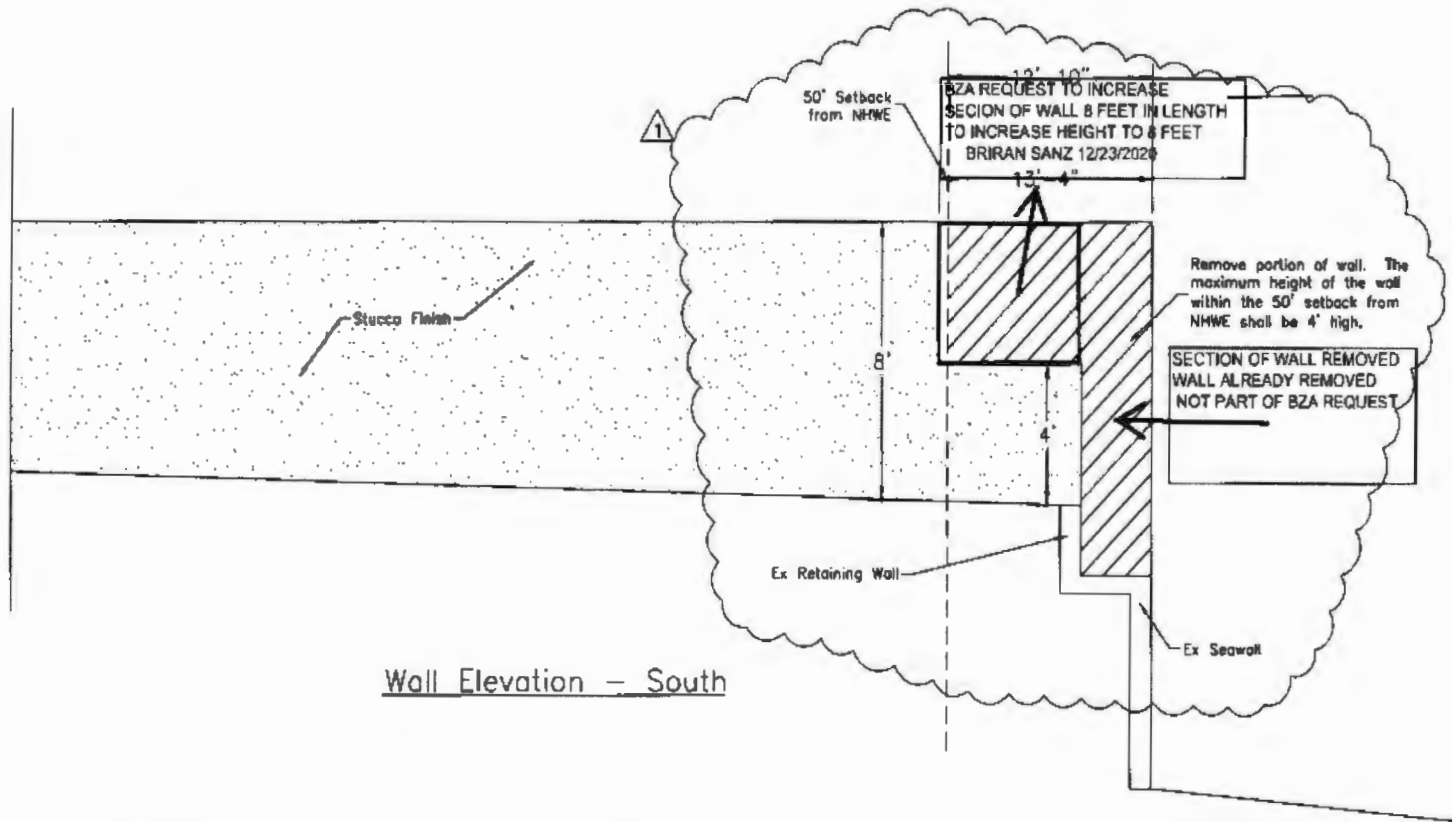 12'-10"
50' Setback
from NHWE
BZA REQUEST TO INCREASE
SECION OF WALL 8 FEET IN LENGTH
TO INCREASE HEIGHT TO 8 FEET
BRIRAN SANZ 12/23/2020
1
13'-4"
Remove portion of wall. The
maximum height of the wall
within the 50' setback from
NHWE shall be 4' high.
Stucco Finish
8'
SECTION OF WALL REMOVED
WALL ALREADY REMOVED
NOT PART OF BZA REQUEST
4'
Ex Retaining Wall
Ex Seawall
Wall Elevation – South